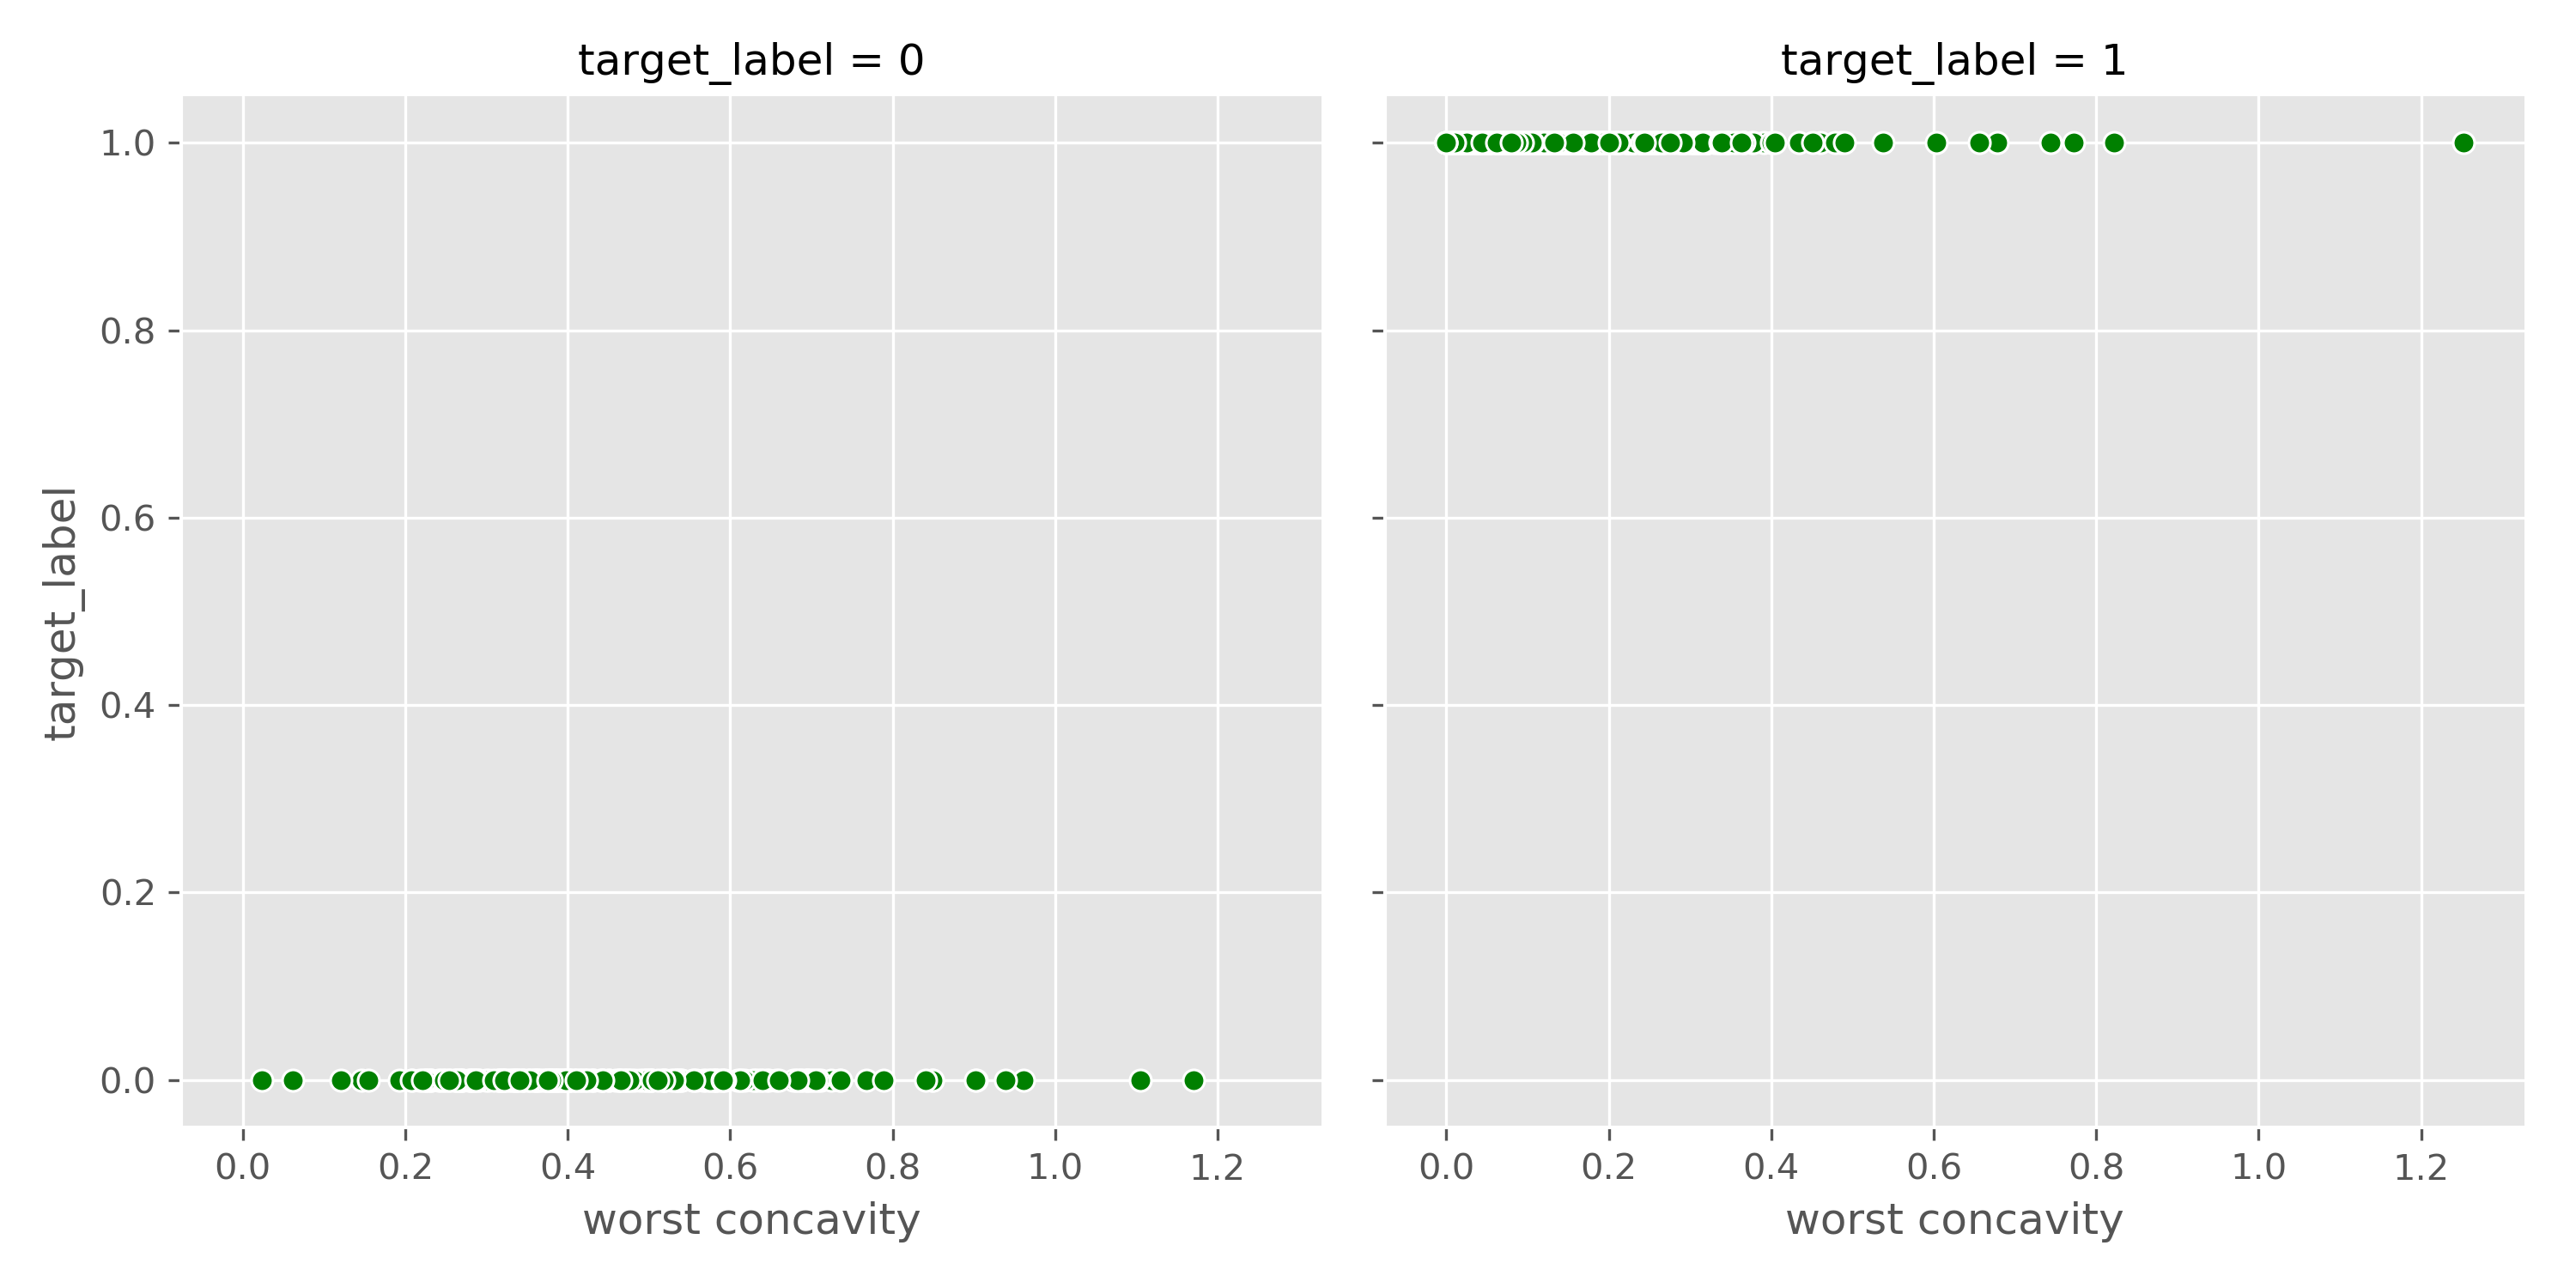 target_label = 0
target_label = 1
target_label
1.0
0.8
0.6
0.4
0.2
0.0
0.0 0.2 0.4 0.6 0.8 1.0 1.2
0.0 0.2 0.4 0.6 0.8 1.0 1.2
worst concavity
worst concavity